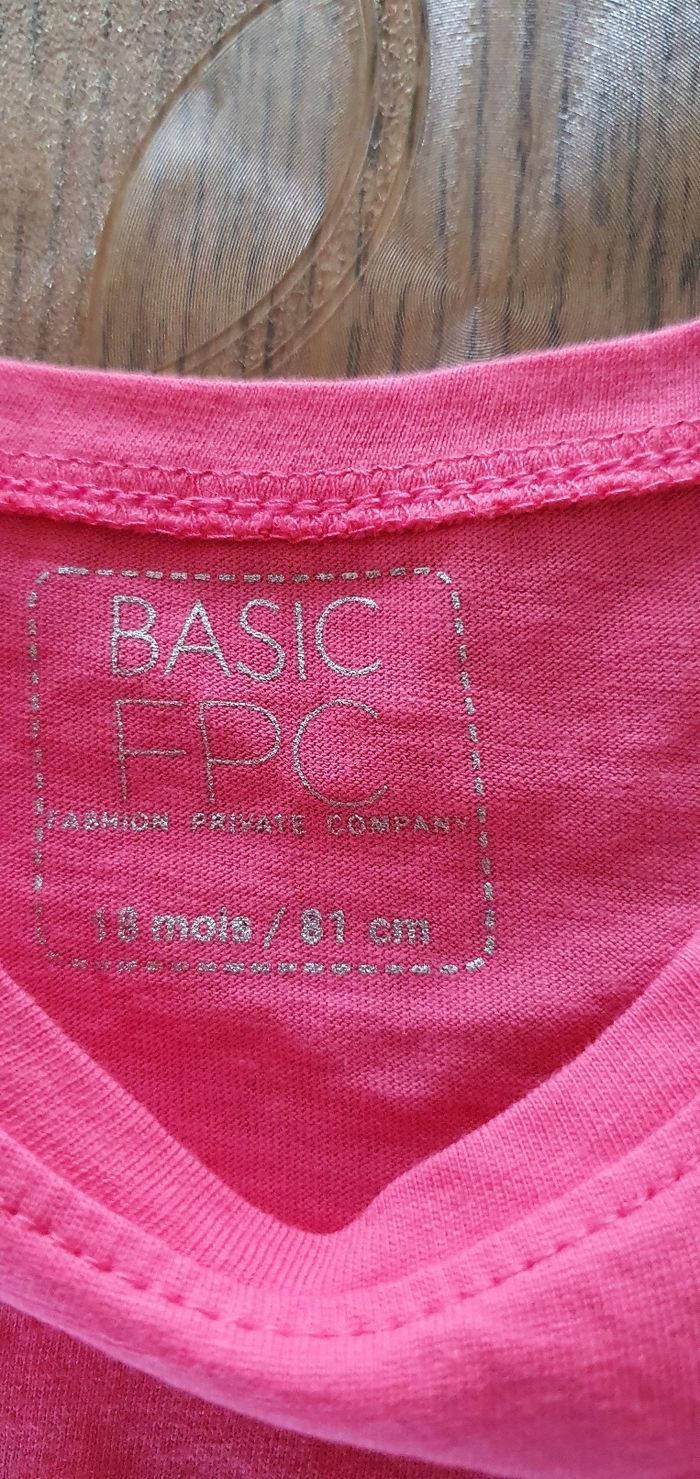 BASIC
FPC
FASHION PRIVATE COMPANY
18 mois / 81 cm